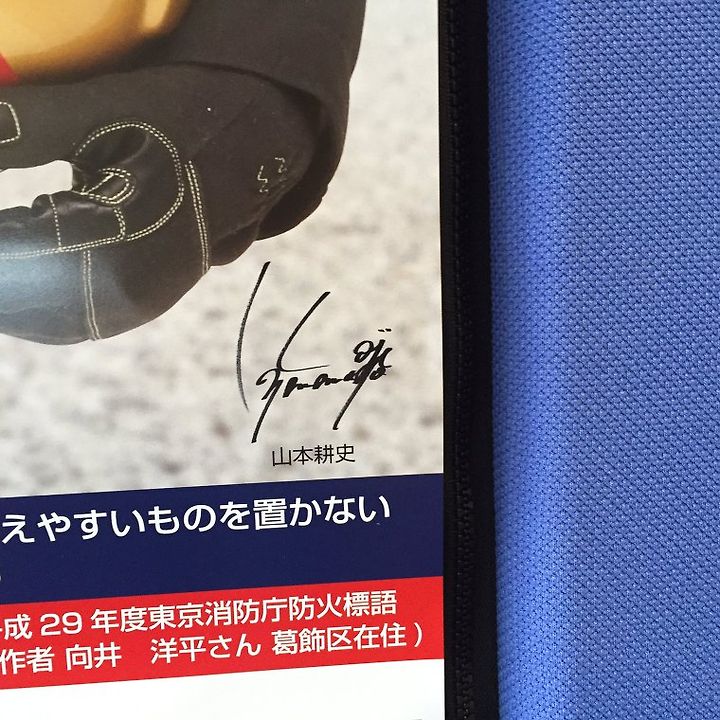 山本耕史
えやすいものを置かない
成 29 年度東京消防庁防火標語
作者 向井　洋平さん 葛飾区在住 )